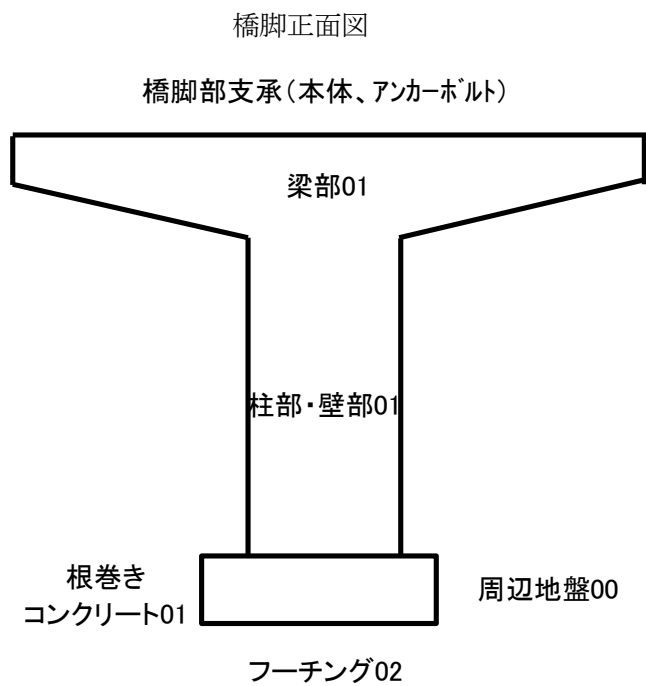 橋脚正面図
橋脚部支承(本体、アンカーボルト)
梁部01
柱部・壁部01
根巻き
コンクリート01
周辺地盤00
フーチング02